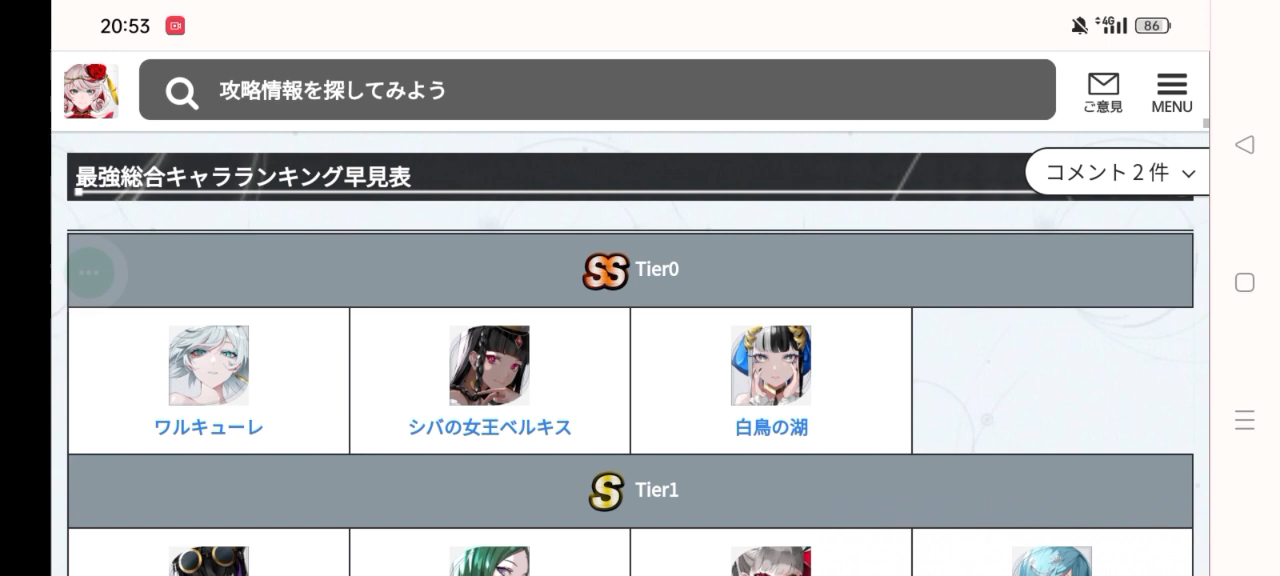 20:53
4G
86
攻略情報を探してみよう
ご意見
MENU
最強総合キャラランキング早見表
コメント2件
SS Tier0
ワルキューレ
シバの女王ベルキス
白鳥の湖
S Tier1